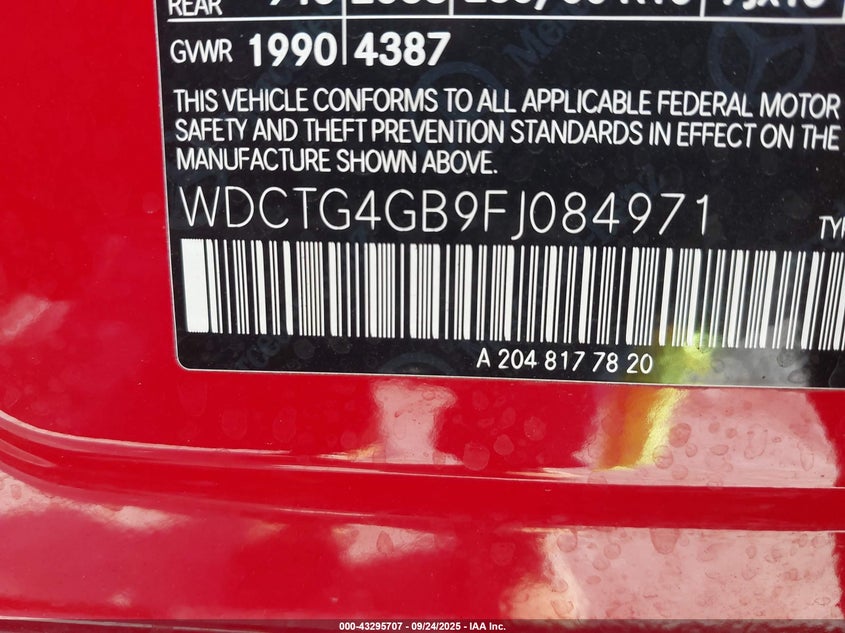 REAR
GVWR 1990 4387
THIS VEHICLE CONFORMS TO ALL APPLICABLE FEDERAL MOTOR
SAFETY AND THEFT PREVENTION STANDARDS IN EFFECT ON THE
MANUFACTURE SHOWN ABOVE.
WDCTG4GB9FJ084971
A 204 817 78 20
000-43295707 - 09/24/2025 - IAA Inc.